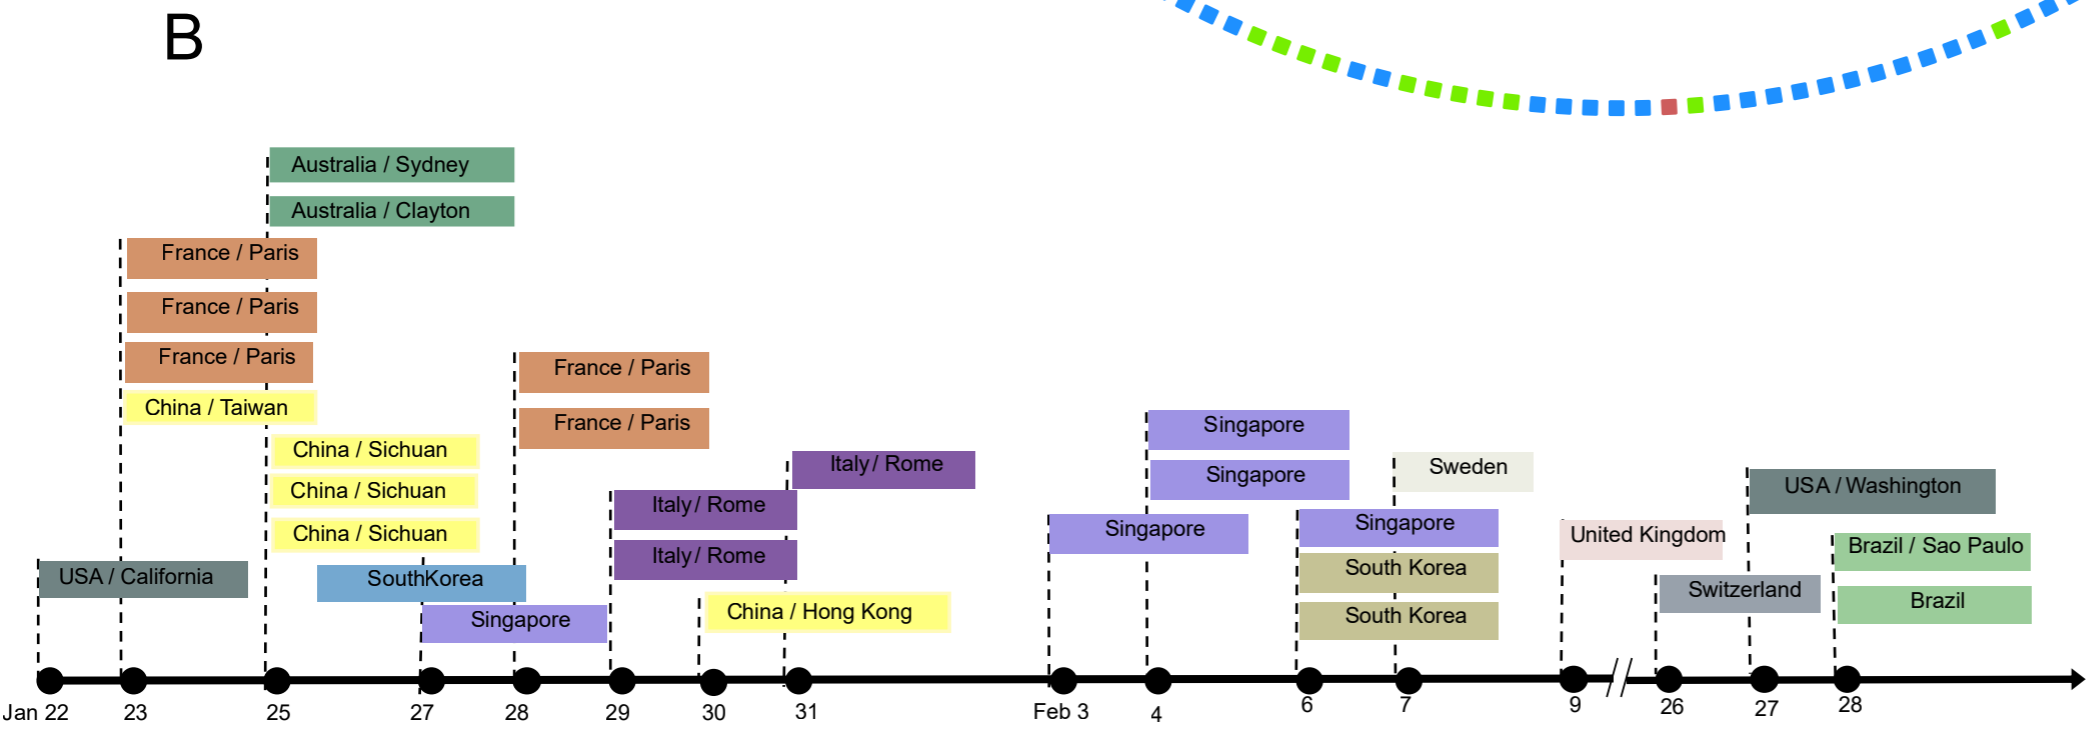 B
Australia / Sydney
Australia / Clayton
France / Paris
France / Paris
France / Paris
China / Taiwan
China / Sichuan
China / Sichuan
China / Sichuan
USA / California
SouthKorea
Singapore
France / Paris
France / Paris
Italy / Rome
Italy / Rome
Italy / Rome
China / Hong Kong
Singapore
Singapore
Singapore
Sweden
Singapore
South Korea
South Korea
United Kingdom
Switzerland
USA / Washington
Brazil / Sao Paulo
Brazil
Jan 22 23 25 27 28 29 30 31 Feb 3 4 6 7 9 26 27 28